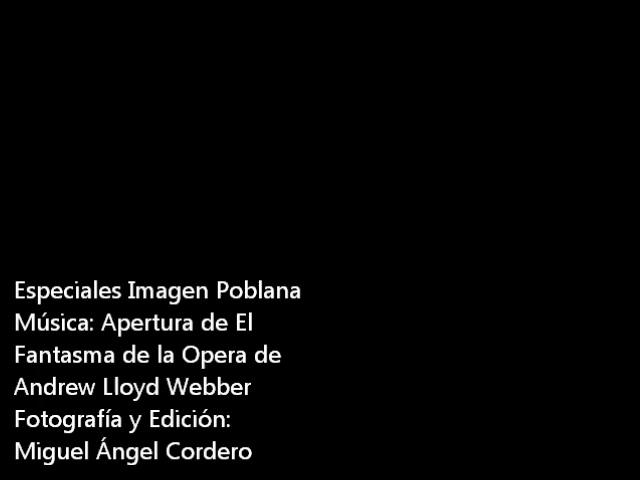 Especiales Imagen Poblana
Música: Apertura de El
Fantasma de la Opera de
Andrew Lloyd Webber
Fotografía y Edición:
Miguel Ángel Cordero